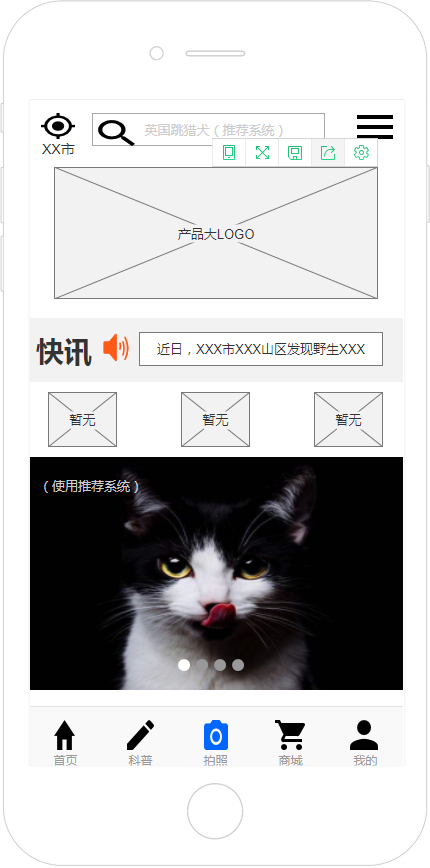 英国跳猎犬（推荐系统）
XX市
产品大LOGO
快讯
近日，XXX市XXX山区发现野生XXX
暂无
暂无
暂无
（使用推荐系统）
首页
科普
拍照
商城
我的